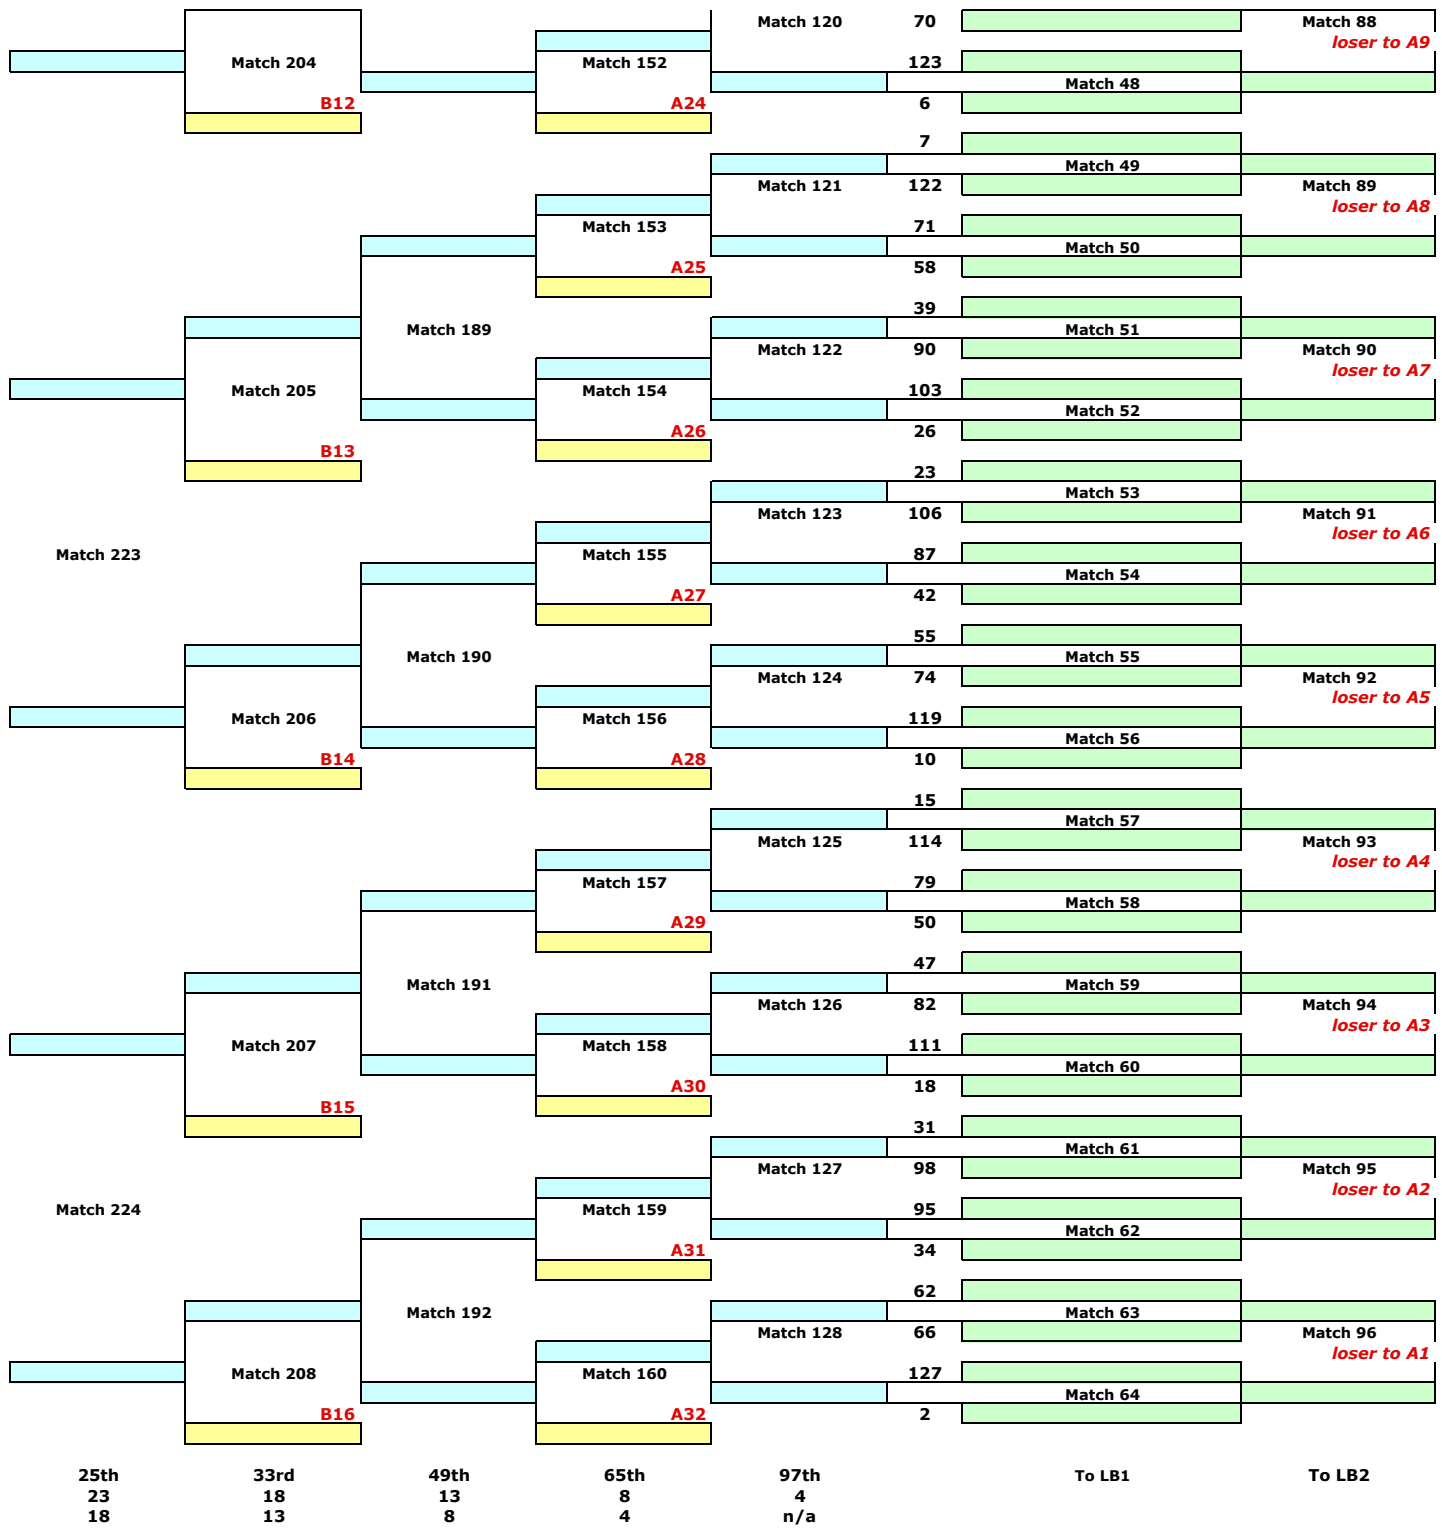 Match 120 70 Match 88
loser to A9
Match 204 Match 152 123
Match 48
B12 A24 6
7
Match 49
Match 121 122 Match 89
loser to A8
Match 153 71
Match 50
A25 58
39
Match 189 Match 51
Match 122 90 Match 90
loser to A7
Match 205 Match 154 103
Match 52
A26 26
B13
23
Match 53
Match 123 106 Match 91
loser to A6
Match 223 Match 155 87
Match 54
A27 42
55
Match 190 Match 55
Match 124 74 Match 92
loser to A5
Match 206 Match 156 119
Match 56
B14 A28 10
15
Match 57
Match 125 114 Match 93
loser to A4
Match 157 79
Match 58
A29 50
47
Match 191 Match 59
Match 126 82 Match 94
loser to A3
Match 207 Match 158 111
Match 60
A30 18
B15
31
Match 61
Match 127 98 Match 95
loser to A2
Match 224 Match 159 95
Match 62
A31 34
62
Match 192 Match 63
Match 128 66 Match 96
loser to A1
Match 208 Match 160 127
Match 64
B16 A32 2
25th 33rd 49th 65th 97th To LB1 To LB2
23 18 13 8 4
18 13 8 4 n/a